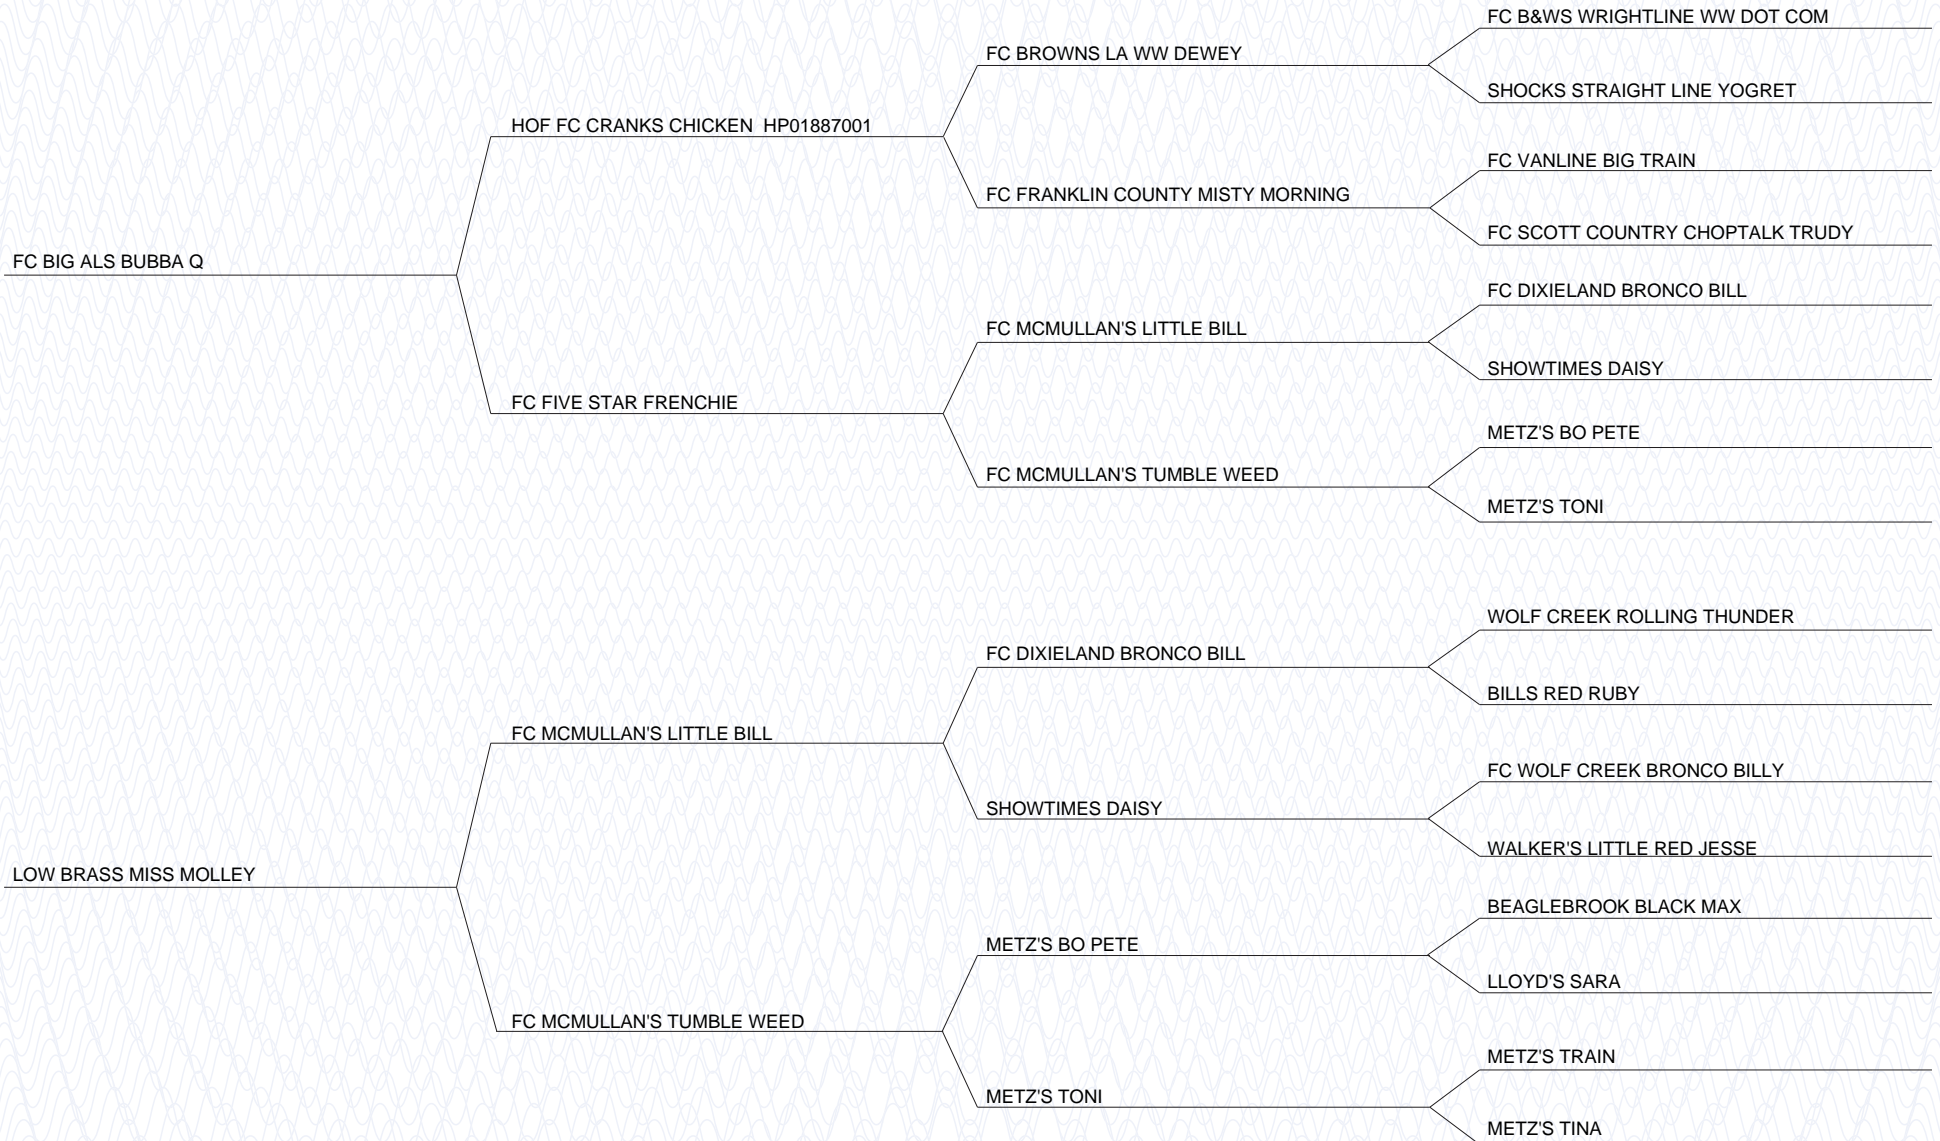 FC B&WS WRIGHTLINE WW DOT COM
FC BROWNS LA WW DEWEY
SHOCKS STRAIGHT LINE YOGRET
HOF FC CRANKS CHICKEN HP01887001
FC VANLINE BIG TRAIN
FC FRANKLIN COUNTY MISTY MORNING
FC SCOTT COUNTRY CHOPTALK TRUDY
FC BIG ALS BUBBA Q
FC DIXIELAND BRONCO BILL
FC MCMULLAN'S LITTLE BILL
SHOWTIMES DAISY
FC FIVE STAR FRENCHIE
METZ'S BO PETE
FC MCMULLAN'S TUMBLE WEED
METZ'S TONI
WOLF CREEK ROLLING THUNDER
FC DIXIELAND BRONCO BILL
BILLS RED RUBY
FC MCMULLAN'S LITTLE BILL
FC WOLF CREEK BRONCO BILLY
SHOWTIMES DAISY
WALKER'S LITTLE RED JESSE
LOW BRASS MISS MOLLEY
BEAGLEBROOK BLACK MAX
METZ'S BO PETE
LLOYD'S SARA
FC MCMULLAN'S TUMBLE WEED
METZ'S TRAIN
METZ'S TONI
METZ'S TINA